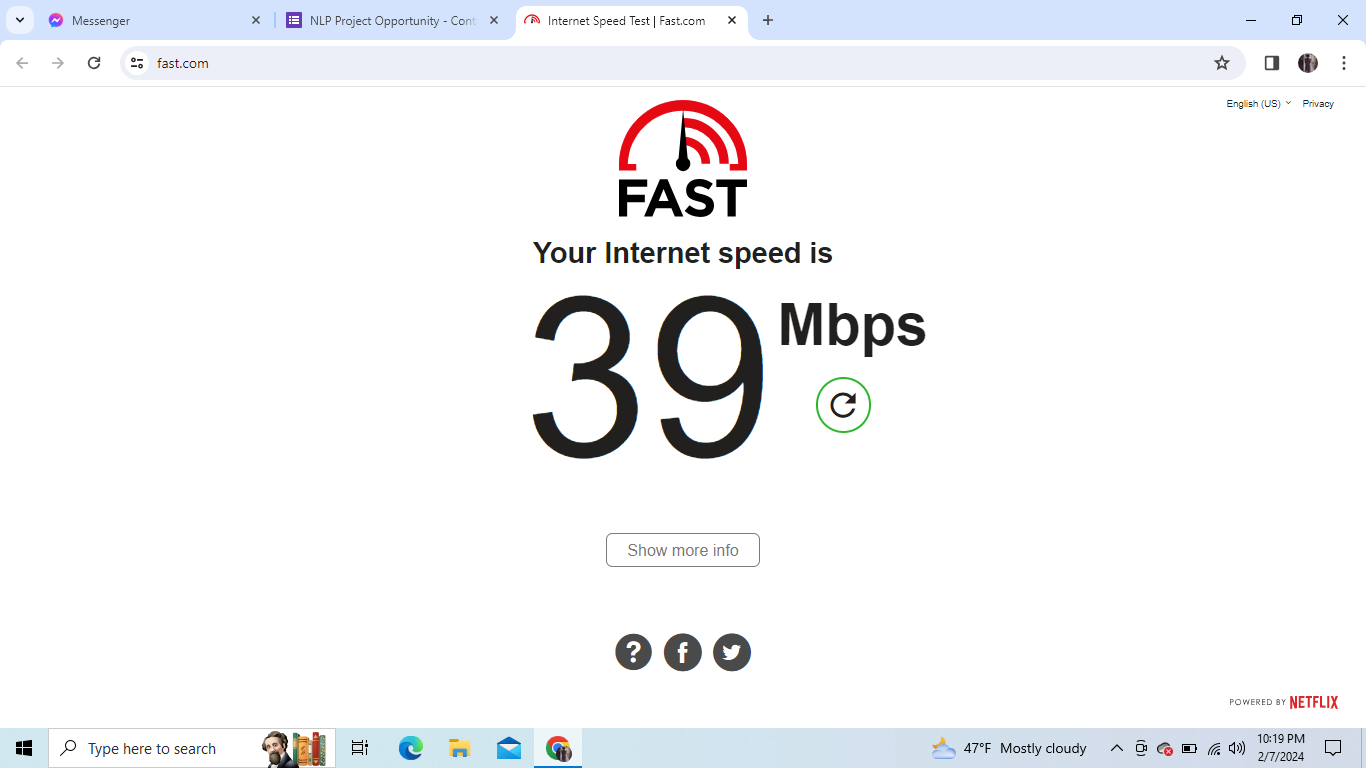 Messenger
NLP Project Opportunity - Cont
Internet Speed Test | Fast.com
fast.com
English (US)
Privacy
FAST
Your Internet speed is
39 Mbps
Show more info
POWERED BY NETFLIX
Type here to search
47°F Mostly cloudy
10:19 PM
2/7/2024